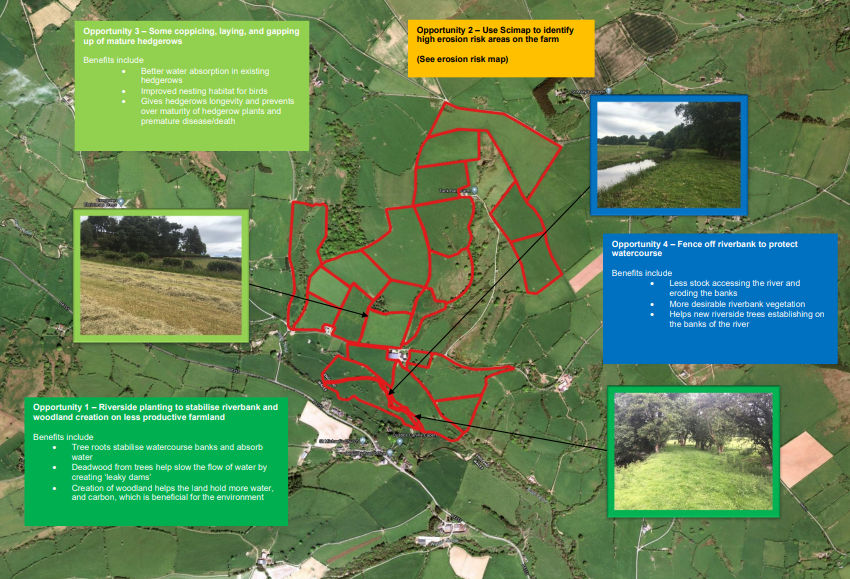 Opportunity 3 – Some coppicing, laying, and gapping
up of mature hedgerows
Benefits include
• Better water absorption in existing
hedgerows
• Improved nesting habitat for birds
• Gives hedgerows longevity and prevents
over maturity of hedgerow plants and
premature disease/death
Opportunity 2 – Use Scimap to identify
high erosion risk areas on the farm
(See erosion risk map)
Opportunity 4 – Fence off riverbank to protect
watercourse
Benefits include
• Less stock accessing the river and
eroding the banks
• More desirable riverbank vegetation
• Helps new riverside trees establishing on
the banks of the river
Opportunity 1 – Riverside planting to stabilise riverbank and
woodland creation on less productive farmland
Benefits include
• Tree roots stabilise watercourse banks and absorb
water
• Deadwood from trees help slow the flow of water by
creating 'leaky dams'
• Creation of woodland helps the land hold more water,
and carbon, which is beneficial for the environment